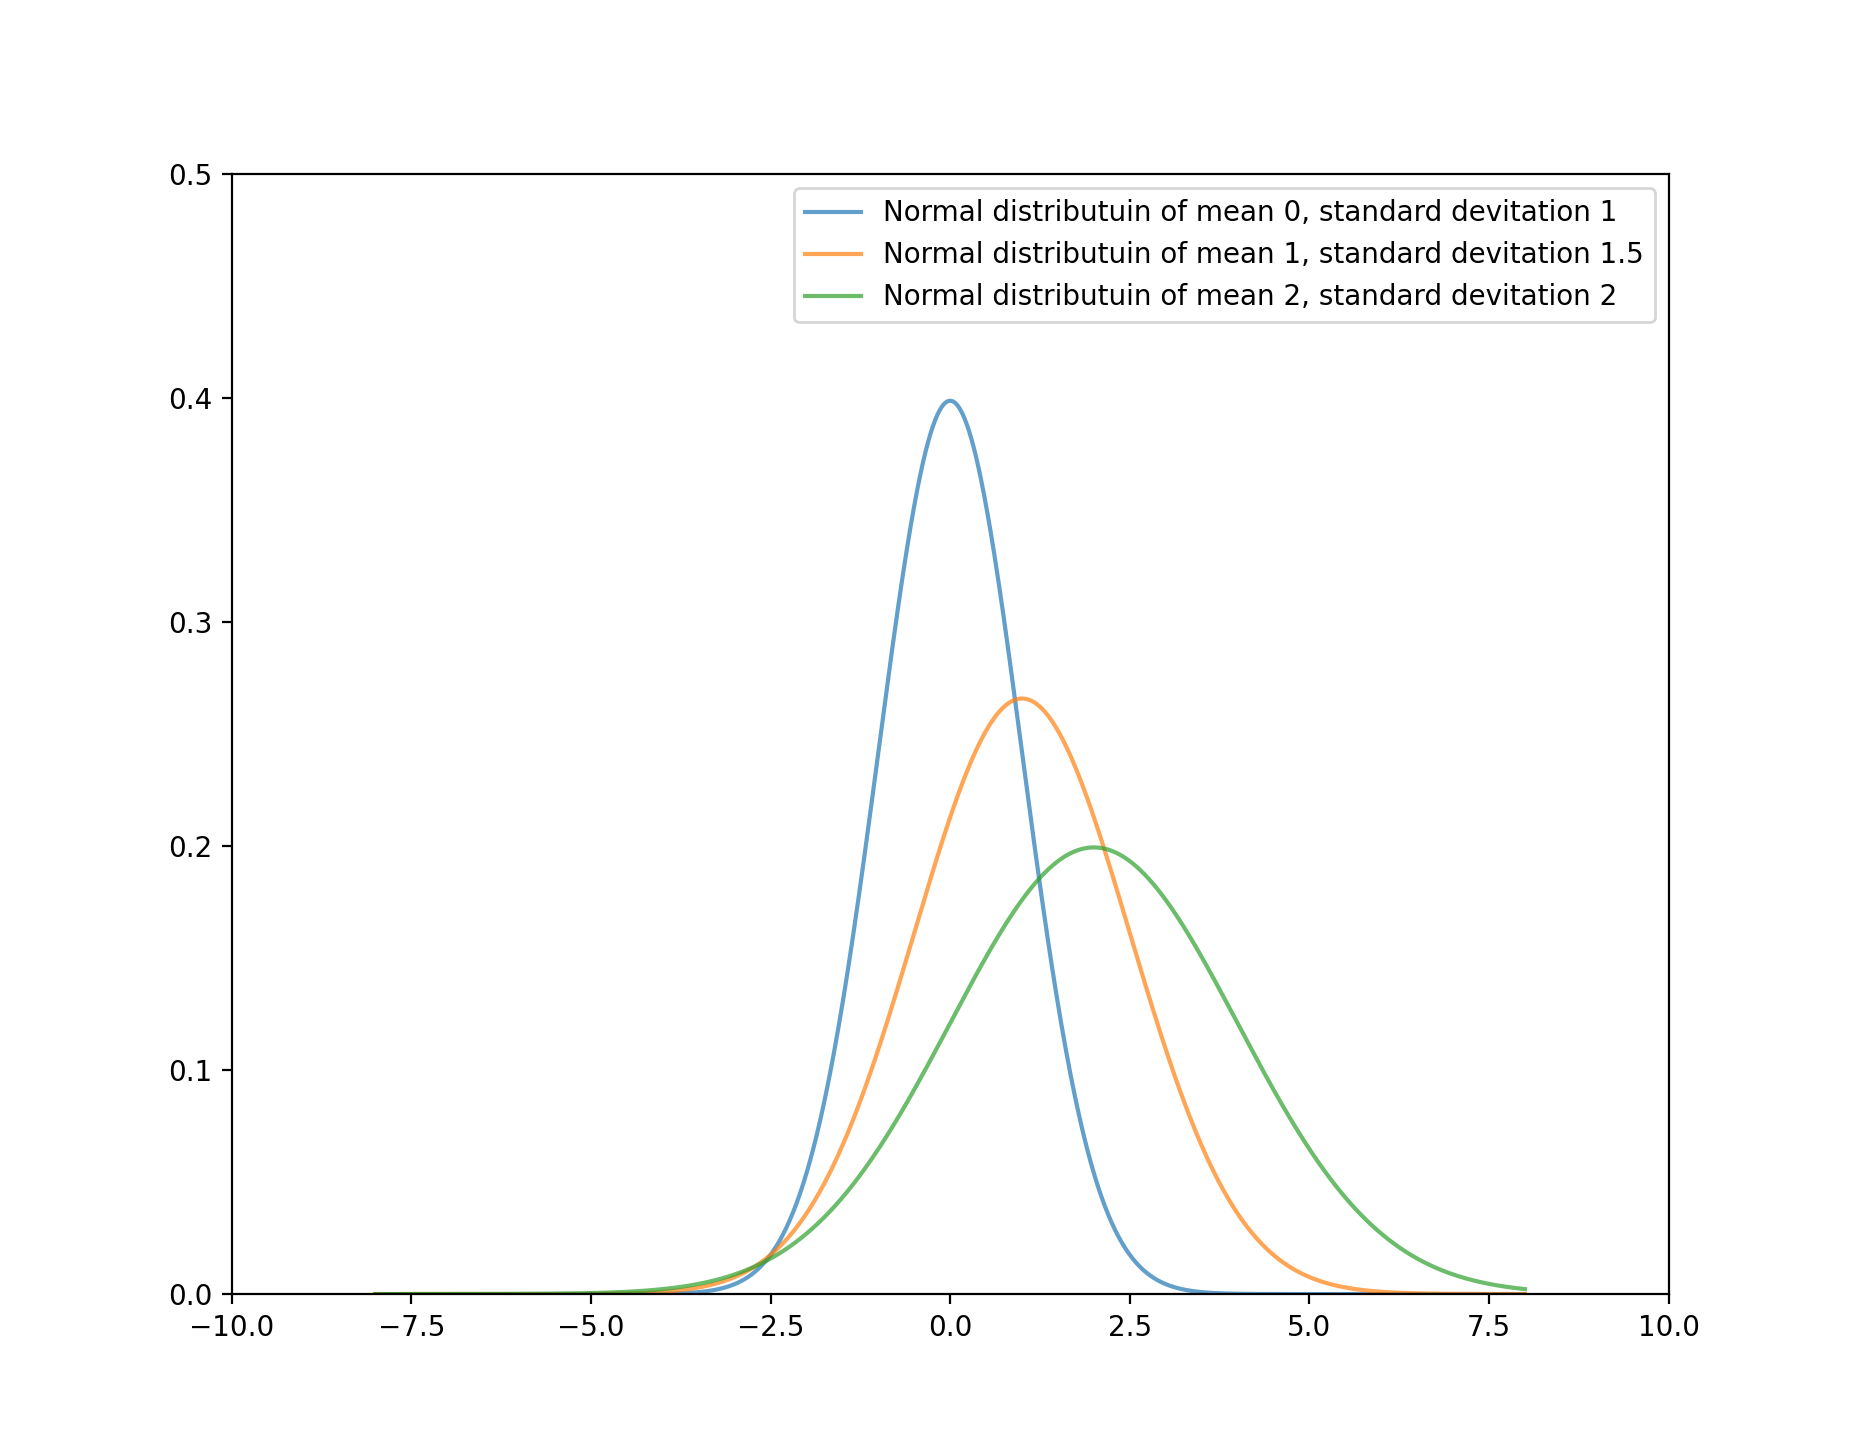 0.5
Normal distributuin of mean 0, standard devitation 1
Normal distributuin of mean 1, standard devitation 1.5
Normal distributuin of mean 2, standard devitation 2
0.4
0.3
0.2
0.1
0.0
−10.0 −7.5 −5.0 −2.5 0.0 2.5 5.0 7.5 10.0